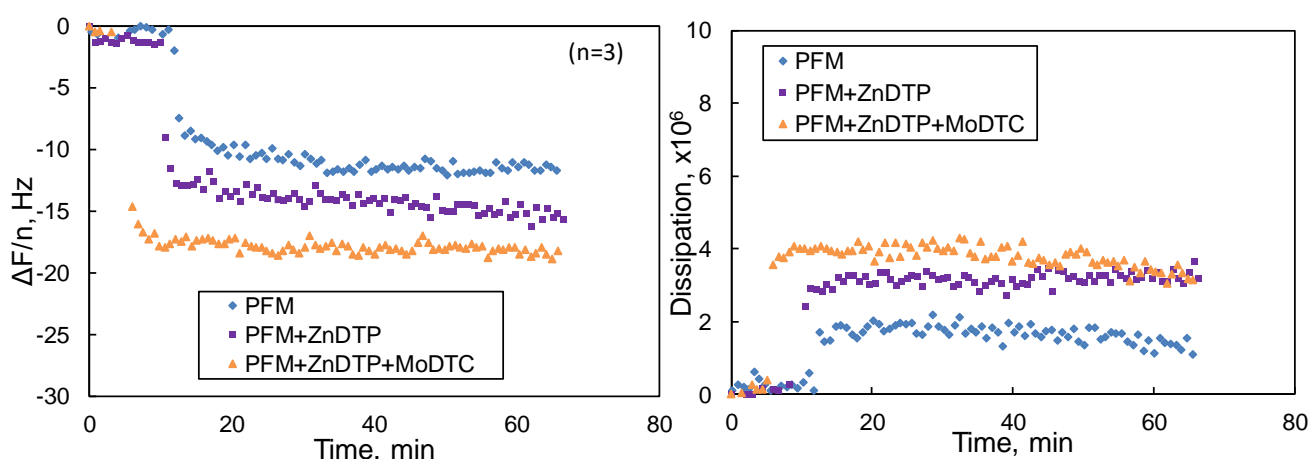 0
-5
-10
-15
-20
-25
-30
ΔF/n, Hz
(n=3)
PFM
PFM+ZnDTP
PFM+ZnDTP+MoDTC
0
20
40
60
80
Time, min
10
8
6
4
2
0
Dissipation, x10⁶
PFM
PFM+ZnDTP
PFM+ZnDTP+MoDTC
0
20
40
60
80
Time, min